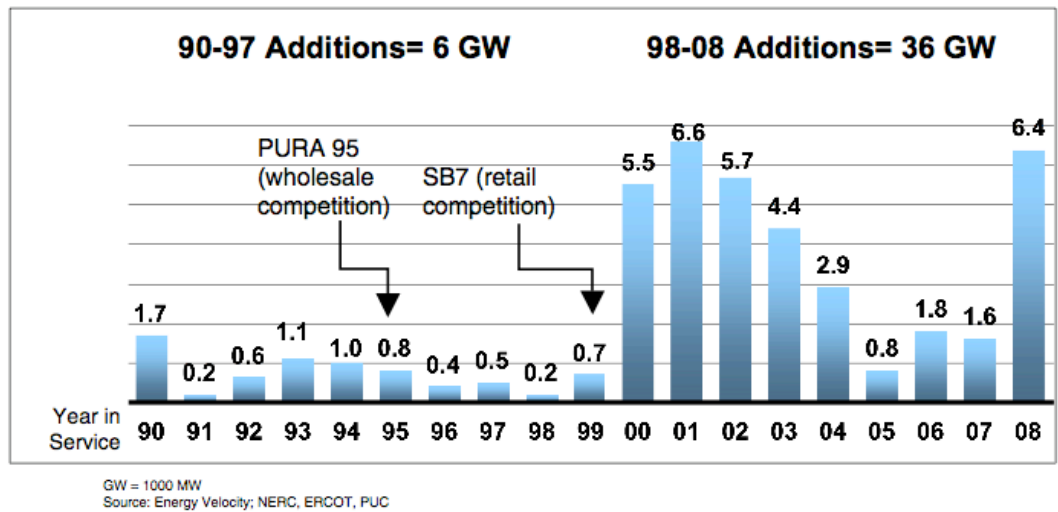 90-97 Additions= 6 GW
98-08 Additions= 36 GW
PURA 95
(wholesale
competition)
SB7 (retail
competition)
1.7
0.2
0.6
1.1
1.0
0.8
0.4
0.5
0.2
0.7
5.5
6.6
5.7
4.4
2.9
0.8
1.8
1.6
6.4
Year in
Service
90 91 92 93 94 95 96 97 98 99 00 01 02 03 04 05 06 07 08
GW = 1000 MW
Source: Energy Velocity; NERC, ERCOT, PUC